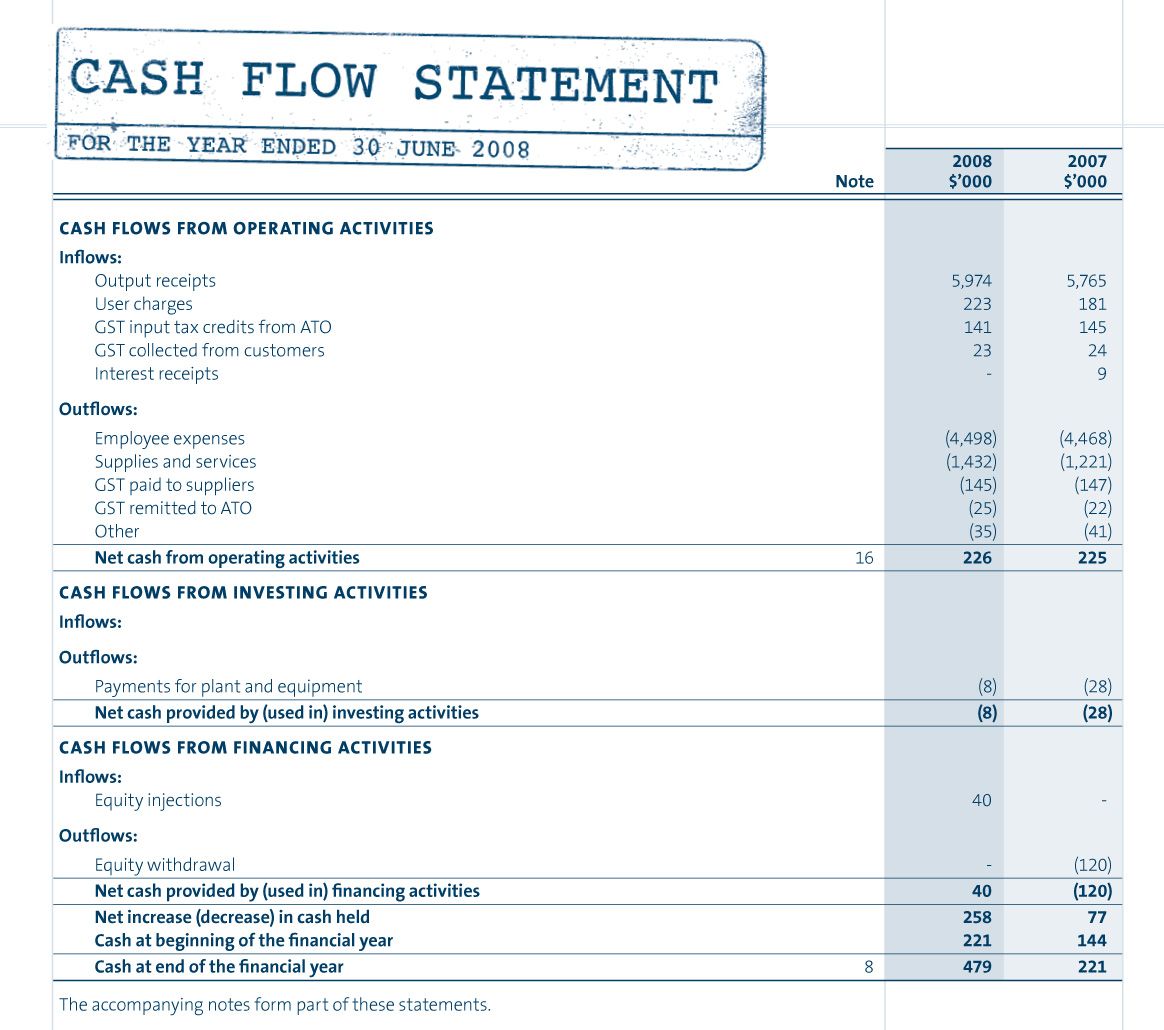 CASH FLOW STATEMENT
FOR THE YEAR ENDED 30 JUNE 2008
2008 2007
Note $'000 $'000
CASH FLOWS FROM OPERATING ACTIVITIES
Inflows:
Output receipts 5,974 5,765
User charges 223 181
GST input tax credits from ATO 141 145
GST collected from customers 23 24
Interest receipts - 9
Outflows:
Employee expenses (4,498) (4,468)
Supplies and services (1,432) (1,221)
GST paid to suppliers (145) (147)
GST remitted to ATO (25) (22)
Other (35) (41)
Net cash from operating activities 16 226 225
CASH FLOWS FROM INVESTING ACTIVITIES
Inflows:
Outflows:
Payments for plant and equipment (8) (28)
Net cash provided by (used in) investing activities (8) (28)
CASH FLOWS FROM FINANCING ACTIVITIES
Inflows:
Equity injections 40 -
Outflows:
Equity withdrawal - (120)
Net cash provided by (used in) financing activities 40 (120)
Net increase (decrease) in cash held 258 77
Cash at beginning of the financial year 221 144
Cash at end of the financial year 8 479 221
The accompanying notes form part of these statements.